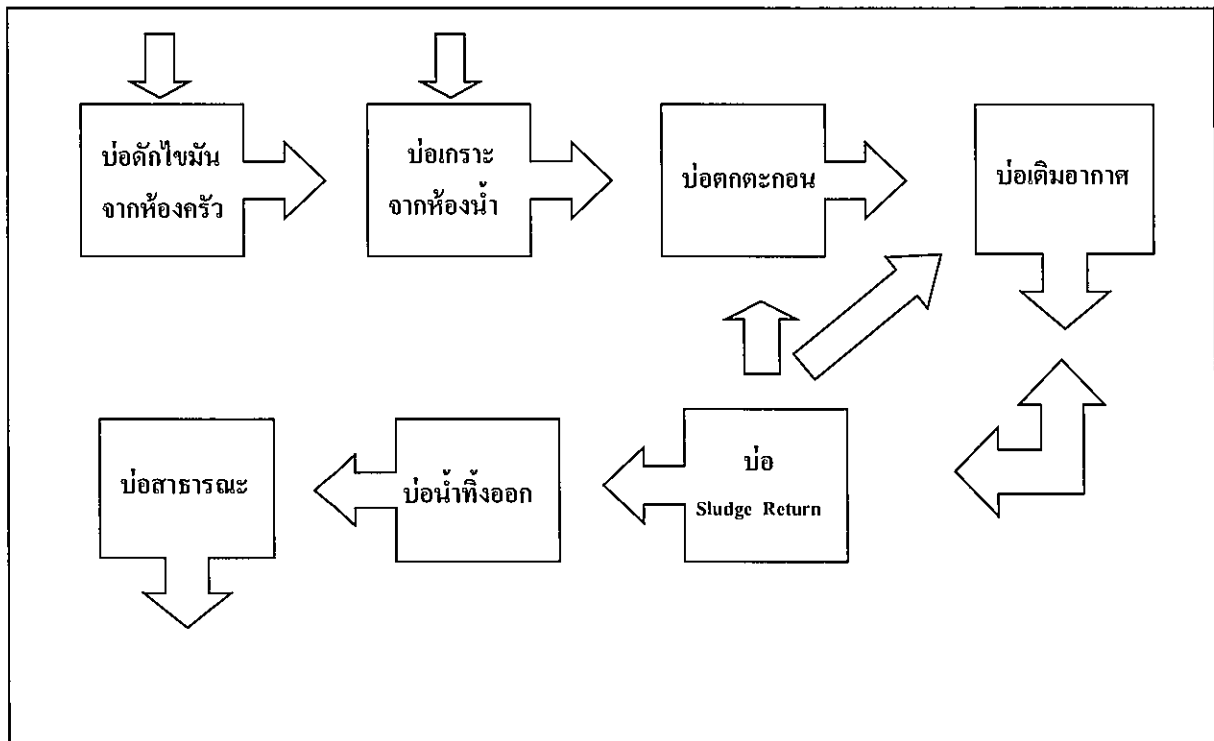 บ่อดักไขมัน
จากห้องครัว
บ่อเกราะ
จากห้องน้ำ
บ่อตกตะกอน
บ่อเติมอากาศ
บ่อสาธารณะ
บ่อน้ำทิ้งออก
บ่อ
Sludge Return